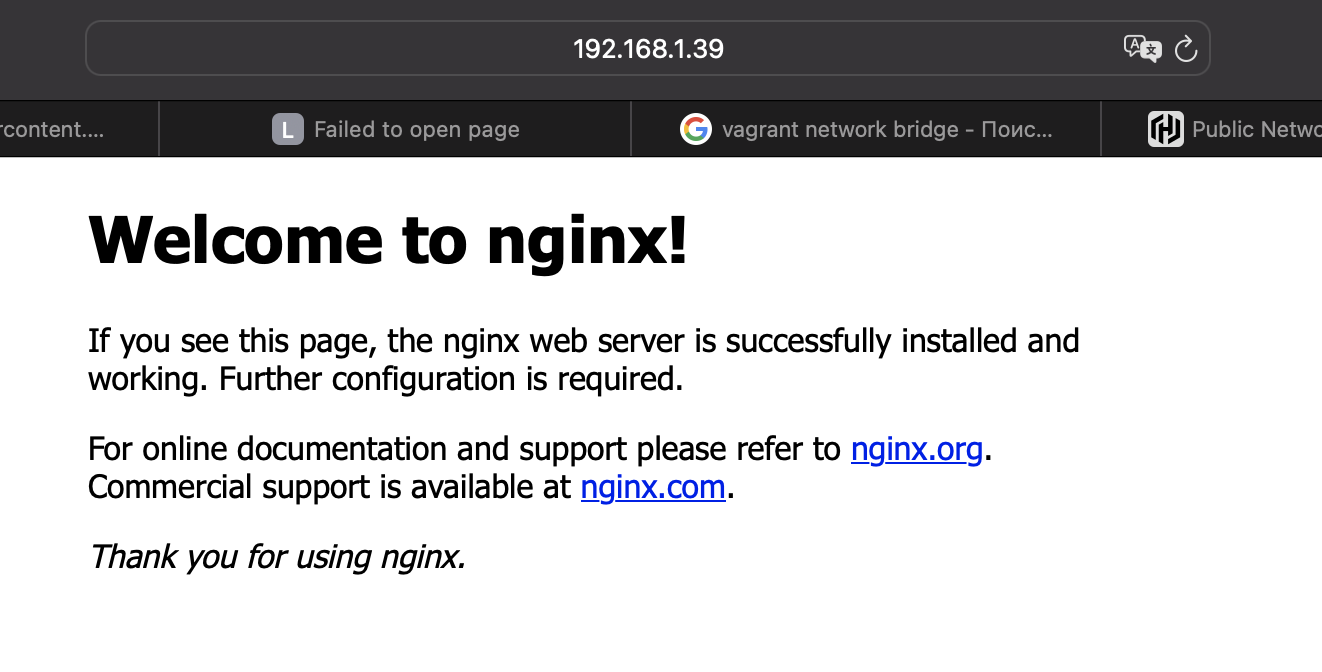 192.168.1.39
rcontent.... L Failed to open page vagrant network bridge - Поис... Public Netwo
Welcome to nginx!
If you see this page, the nginx web server is successfully installed and
working. Further configuration is required.
For online documentation and support please refer to nginx.org.
Commercial support is available at nginx.com.
Thank you for using nginx.